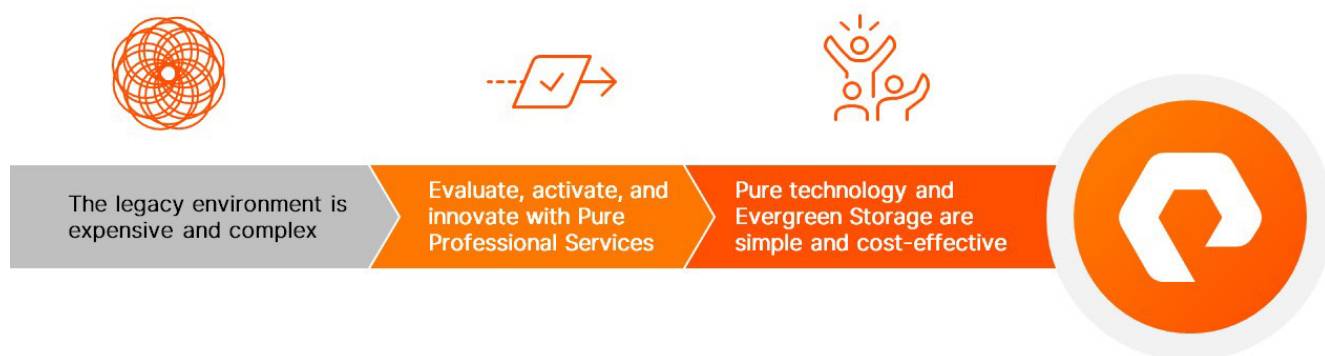 The legacy environment is
expensive and complex
Evaluate, activate, and
innovate with Pure
Professional Services
Pure technology and
Evergreen Storage are
simple and cost-effective